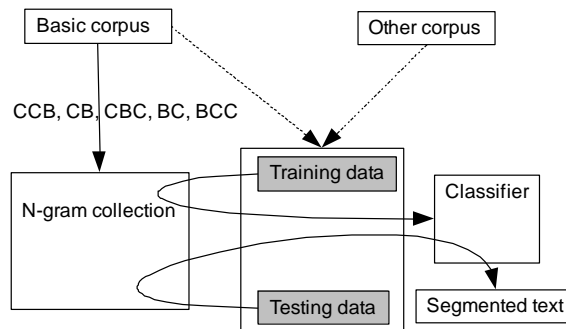 Basic corpus
Other corpus
CCB, CB, CBC, BC, BCC
Training data
Classifier
N-gram collection
Testing data
Segmented text